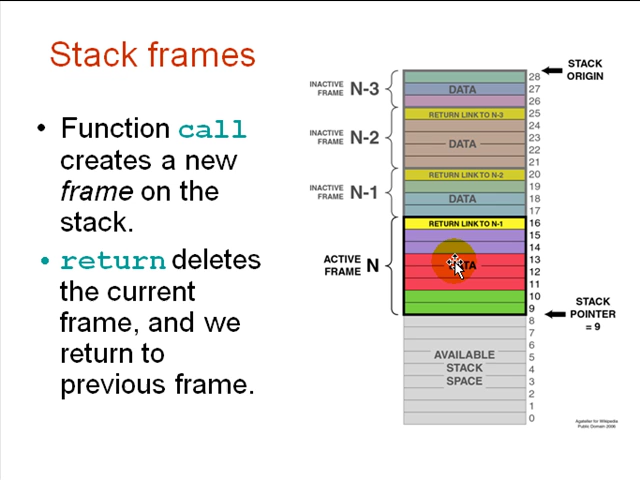 Stack frames
• Function call
creates a new
frame on the
stack.
• return deletes
the current
frame, and we
return to
previous frame.
STACK
ORIGIN
INACTIVE
FRAME N-3
DATA
28
27
26
INACTIVE
FRAME N-2
RETURN LINK TO N-3
DATA
25
24
23
22
21
INACTIVE
FRAME N-1
RETURN LINK TO N-2
DATA
20
19
18
17
ACTIVE
FRAME N
RETURN LINK TO N-1
16
15
14
13
12
11
10
9
STACK
POINTER
= 9
AVAILABLE
STACK
SPACE
8
7
6
5
4
3
2
1
0
Agateller for Wikipedia
Public Domain 2006